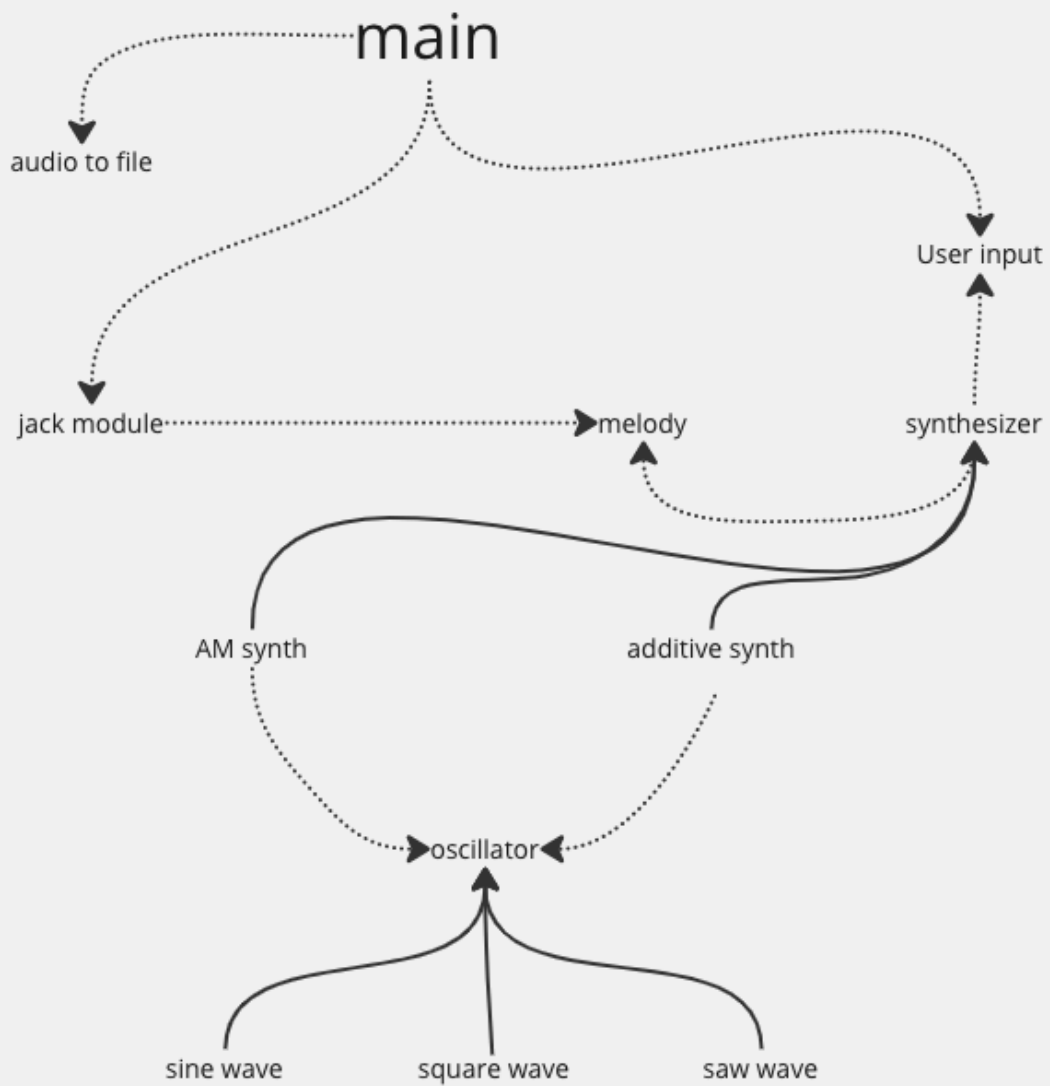 main
audio to file
User input
jack module
melody
synthesizer
AM synth
additive synth
oscillator
sine wave
square wave
saw wave